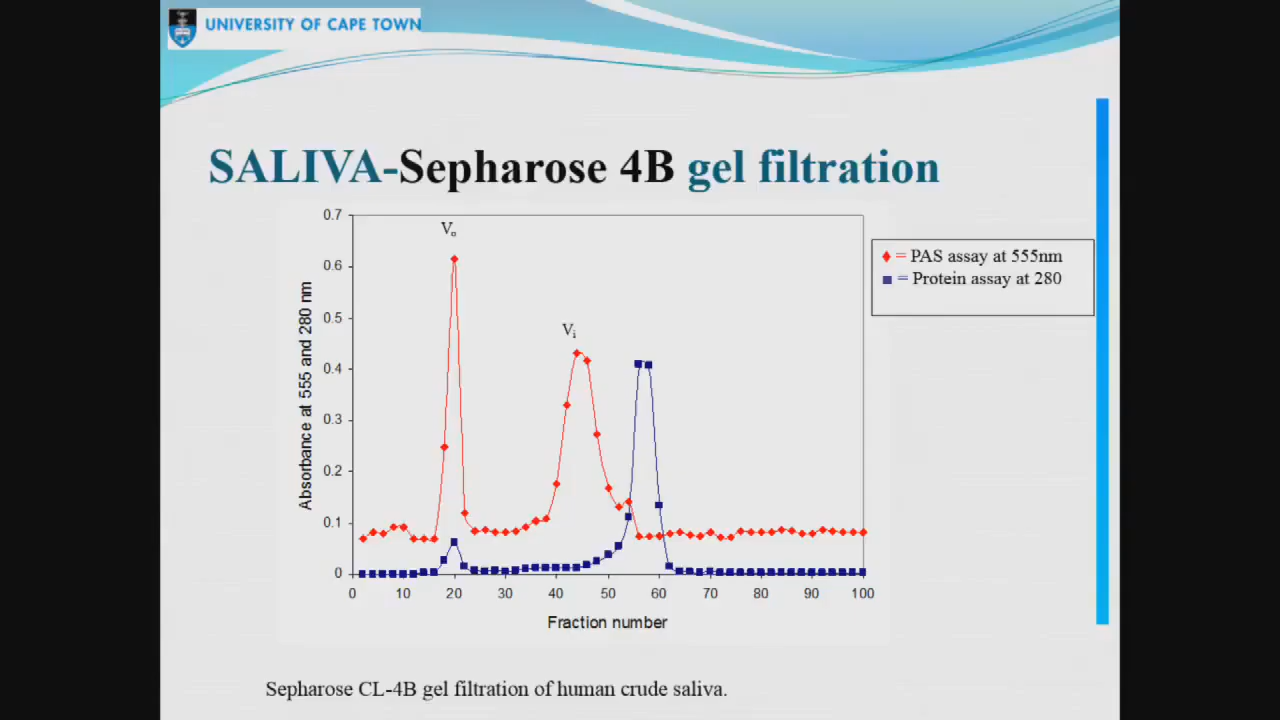 UNIVERSITY OF CAPE TOWN
SALIVA-Sepharose 4B gel filtration
Absorbance at 555 and 280 nm
0.7
0.6
0.5
0.4
0.3
0.2
0.1
0
Vo
Vi
= PAS assay at 555nm
= Protein assay at 280
0 10 20 30 40 50 60 70 80 90 100
Fraction number
Sepharose CL-4B gel filtration of human crude saliva.